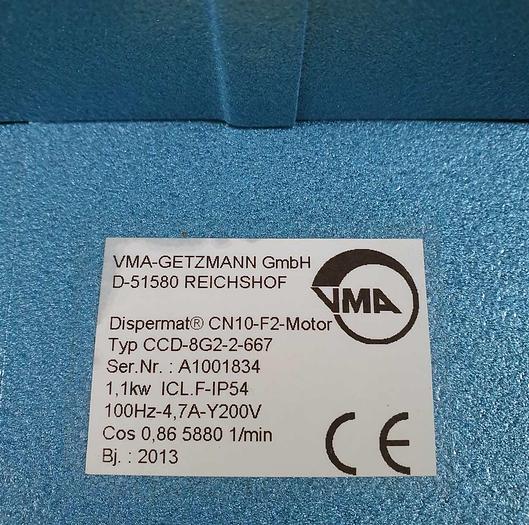 VMA-GETZMANN GmbH
D-51580 REICHSHOF
VMA
Dispermat® CN10-F2-Motor
Typ CCD-8G2-2-667
Ser.Nr. : A1001834
1,1kw ICL.F-IP54
100Hz-4,7A-Y200V
Cos 0,86 5880 1/min
Bj. : 2013
CE